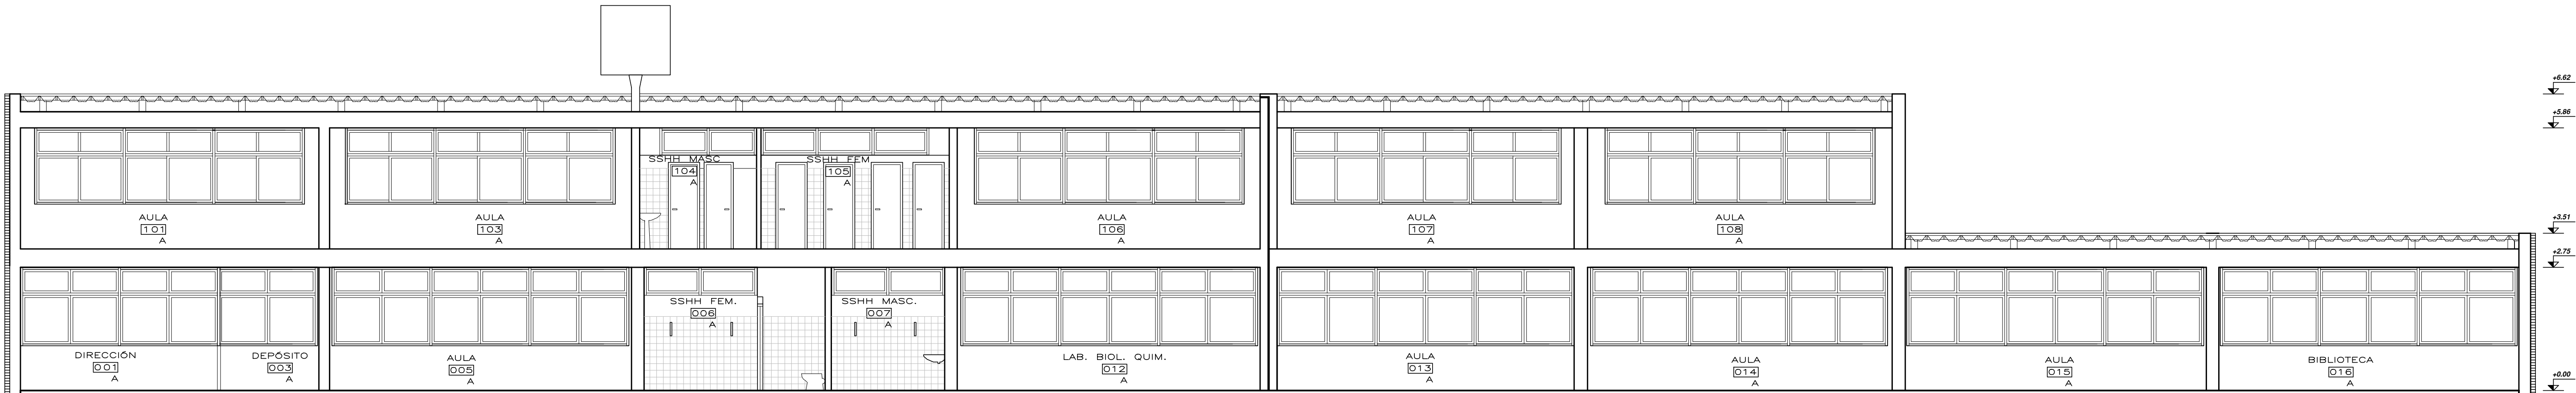 +6.62
+5.86
SSHH MASC
104
A
SSHH FEM
105
A
AULA
101
A
AULA
103
A
AULA
106
A
AULA
107
A
AULA
108
A
+3.51
+2.75
SSHH FEM.
006
A
SSHH MASC.
007
A
DIRECCIÓN
001
A
DEPÓSITO
003
A
AULA
005
A
LAB. BIOL. QUIM.
012
A
AULA
013
A
AULA
014
A
AULA
015
A
BIBLIOTECA
016
A
+0.00